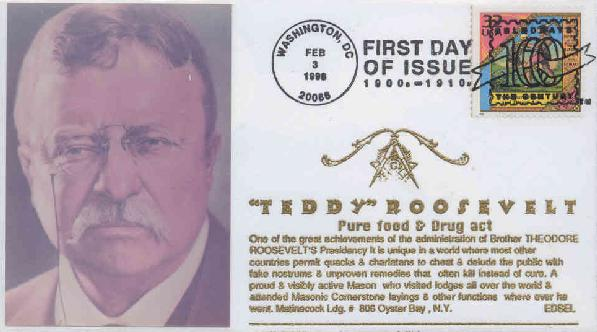 WASHINGTON, DC
FEB
3
1998
20066
FIRST DAY
OF ISSUE
1900s-1910s
32
CELEBRATE
THE CENTURY
G
"TEDDY" ROOSEVELT
Pure food & Drug act
One of the great achievements of the administration of Brother THEODORE
ROOSEVELT'S Presidency It is unique in a world where most other
countries permit quacks & charlatans to cheat & delude the public with
fake nostrums & unproven remedies that often kill instead of cure. A
proud & visibly active Mason who visited lodges all over the world &
attended Masonic Cornerstone layings & other functions where ever he
went. Matinecock Ldg. # 806 Oyster Bay , N.Y. EDSEL